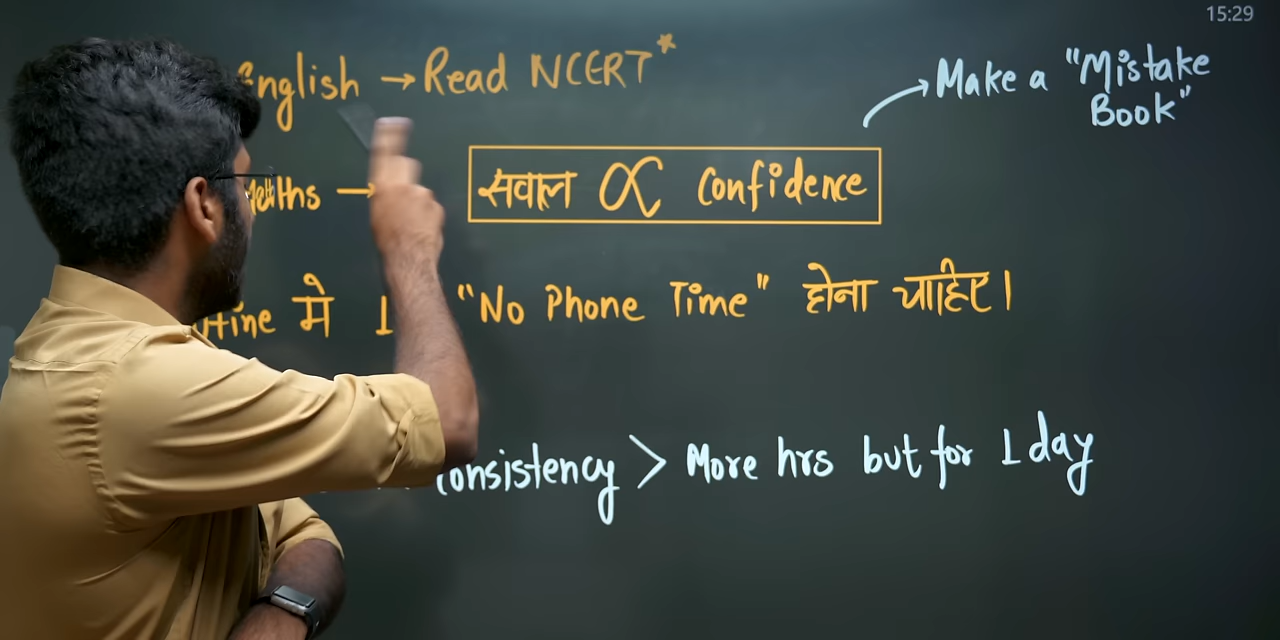 15:29
English → Read NCERT*
Make a "Mistake
Book"
Maths →
सवाल ∝ Confidence
मे 1 "No Phone Time" होना चाहिए।
Consistency > More hrs but for 1 day